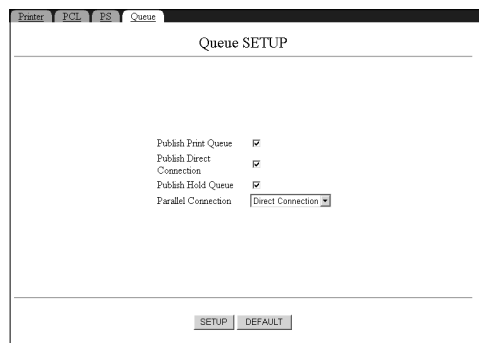 Printer PCL PS Queue
Queue SETUP
Publish Print Queue
Publish Direct
Connection
Publish Hold Queue
Parallel Connection Direct Connection
SETUP DEFAULT